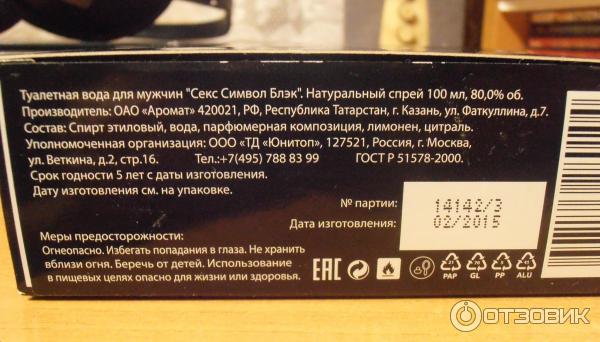 Туалетная вода для мужчин "Секс Символ Блэк". Натуральный спрей 100 мл, 80,0% об.
Производитель: ОАО «Аромат» 420021, РФ, Республика Татарстан, г. Казань, ул. Фаткуллина, д.7.
Состав: Спирт этиловый, вода, парфюмерная композиция, лимонен, цитраль.
Уполномоченная организация: ООО «ТД «Юнитоп», 127521, Россия, г. Москва,
ул. Веткина, д.2, стр.16. Тел.:+7(495) 788 83 99 ГОСТ Р 51578-2000.
Срок годности 5 лет с даты изготовления.
Дату изготовления см. на упаковке.
№ партии: 14142/3
Дата изготовления: 02/2015
Меры предосторожности:
Огнеопасно. Избегать попадания в глаза. Не хранить
вблизи огня. Беречь от детей. Использование
в пищевых целях опасно для жизни или здоровья.
EAC
21 70 5 41
PAP GL PP ALU
ОТЗОВИК